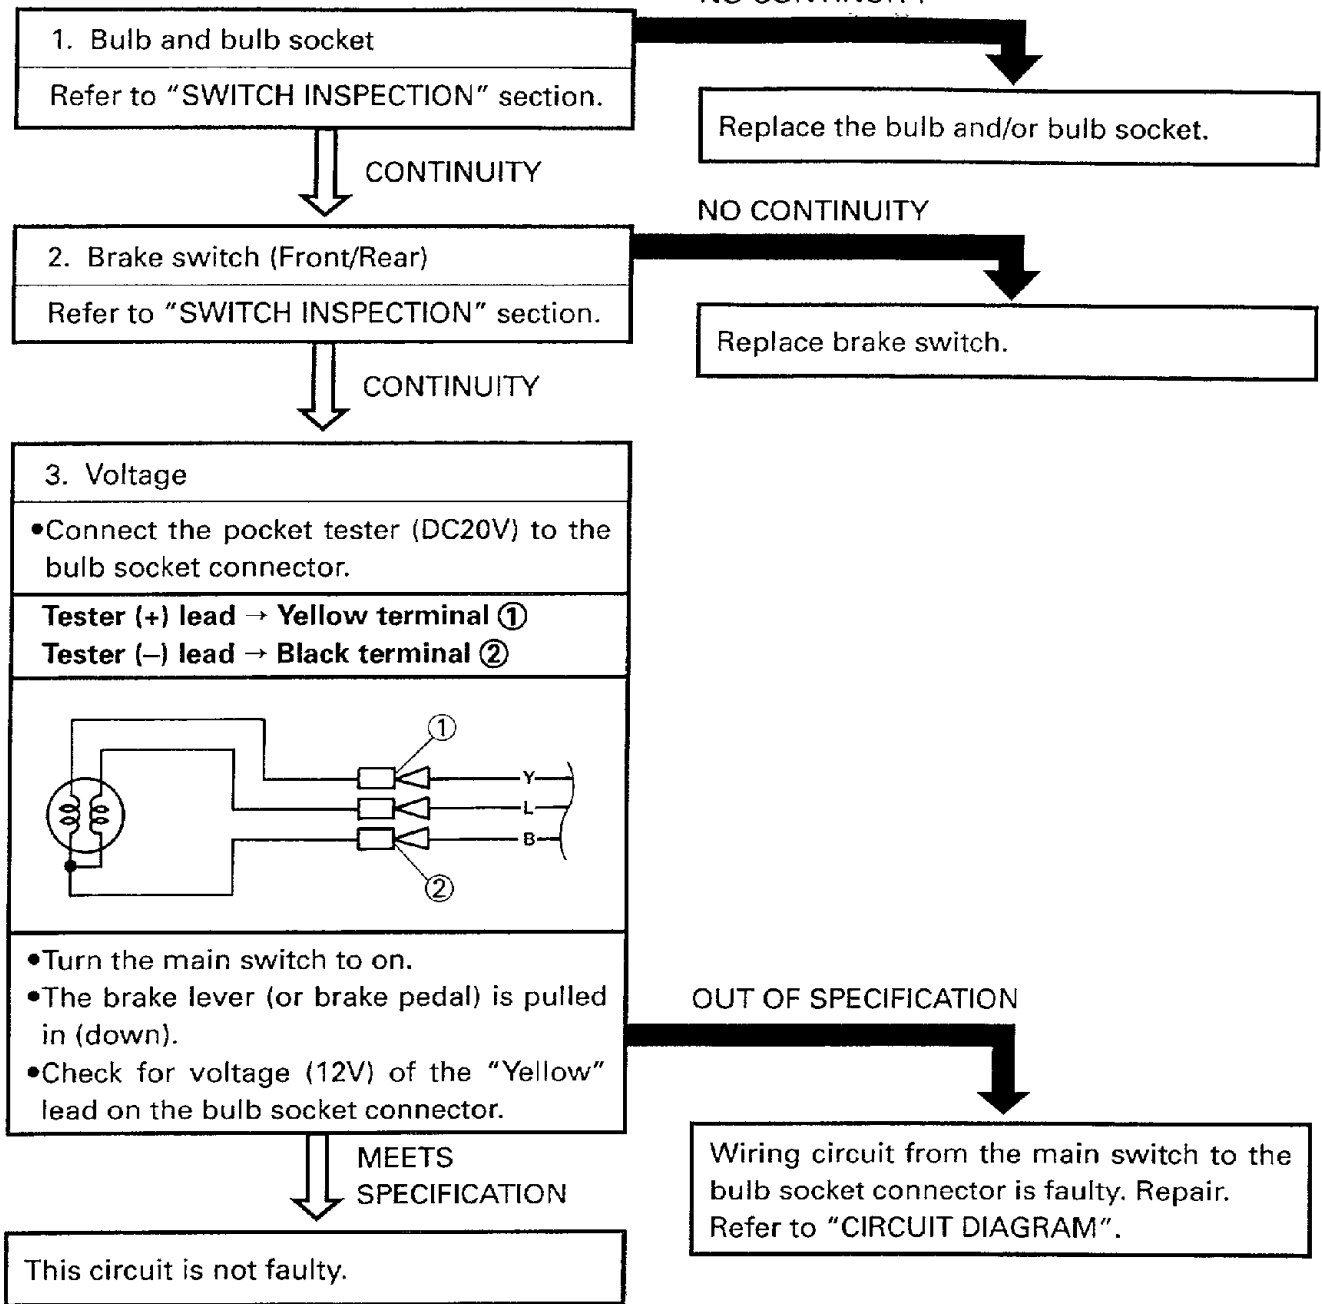 NO CONTINUITY
1. Bulb and bulb socket
Refer to "SWITCH INSPECTION" section.
Replace the bulb and/or bulb socket.
CONTINUITY
NO CONTINUITY
2. Brake switch (Front/Rear)
Refer to "SWITCH INSPECTION" section.
Replace brake switch.
CONTINUITY
3. Voltage
•Connect the pocket tester (DC20V) to the
bulb socket connector.
Tester (+) lead → Yellow terminal ①
Tester (–) lead → Black terminal ②
①
Y
L
B
②
•Turn the main switch to on.
•The brake lever (or brake pedal) is pulled
in (down).
•Check for voltage (12V) of the "Yellow"
lead on the bulb socket connector.
OUT OF SPECIFICATION
MEETS
SPECIFICATION
Wiring circuit from the main switch to the
bulb socket connector is faulty. Repair.
Refer to "CIRCUIT DIAGRAM".
This circuit is not faulty.